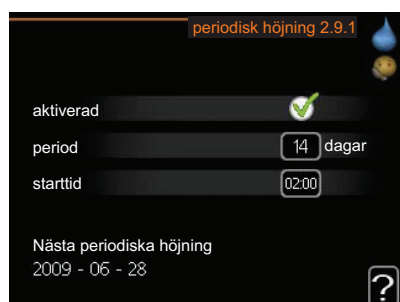 periodisk höjning 2.9.1
aktiverad
period 14 dagar
starttid 02:00
Nästa periodiska höjning
2009 - 06 - 28
?